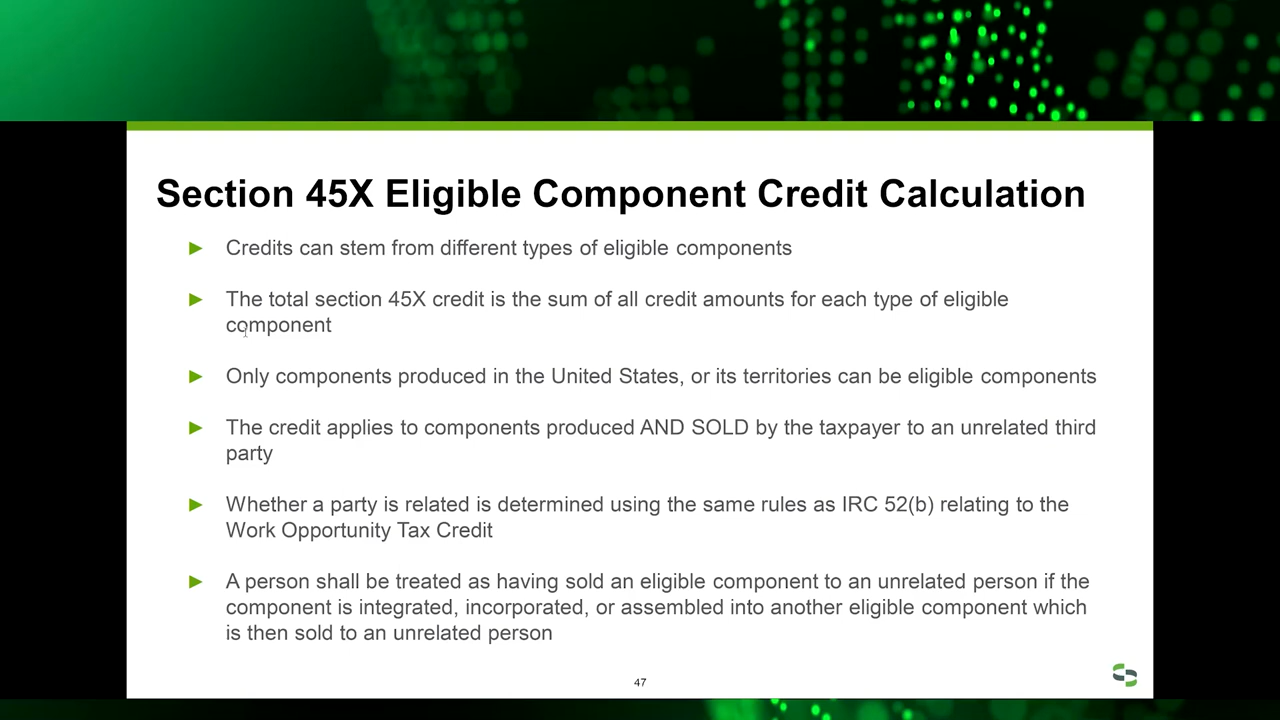 Section 45X Eligible Component Credit Calculation
► Credits can stem from different types of eligible components
► The total section 45X credit is the sum of all credit amounts for each type of eligible
component
► Only components produced in the United States, or its territories can be eligible components
► The credit applies to components produced AND SOLD by the taxpayer to an unrelated third
party
► Whether a party is related is determined using the same rules as IRC 52(b) relating to the
Work Opportunity Tax Credit
► A person shall be treated as having sold an eligible component to an unrelated person if the
component is integrated, incorporated, or assembled into another eligible component which
is then sold to an unrelated person
47